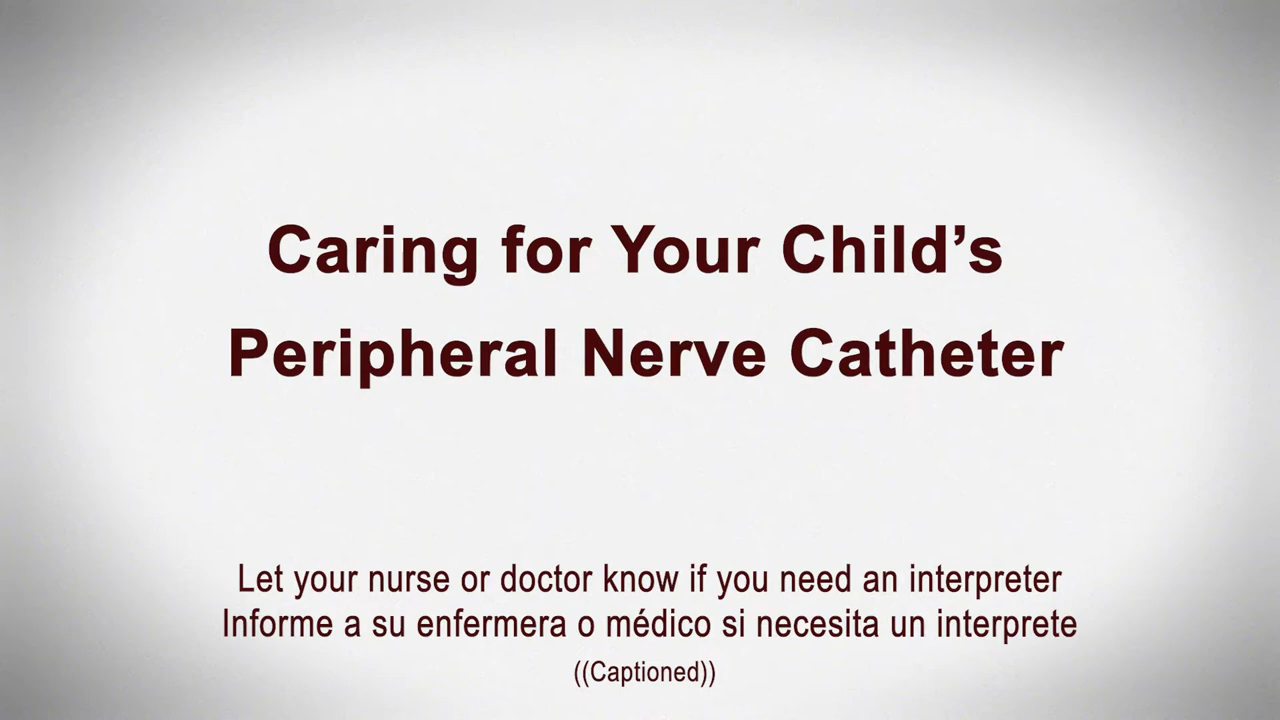 Caring for Your Child’s
Peripheral Nerve Catheter
Let your nurse or doctor know if you need an interpreter
Informe a su enfermera o médico si necesita un interprete
((Captioned))